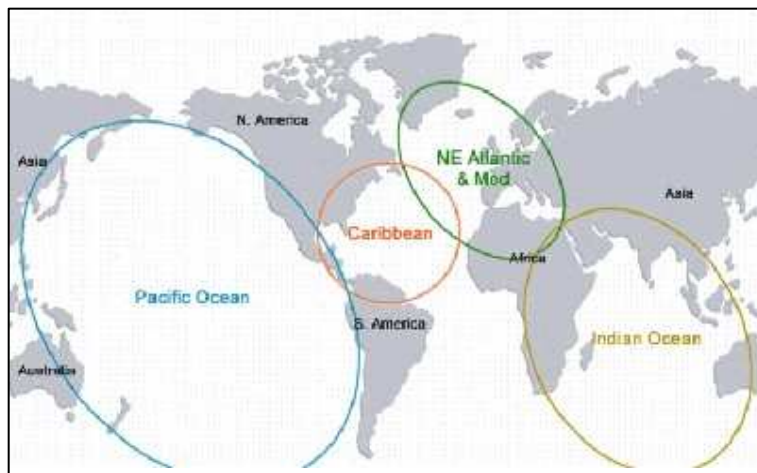 N. America
Asia
NE Atlantic
& Med
Asia
Caribbean
Africa
Pacific Ocean
S. America
Indian Ocean
Australia